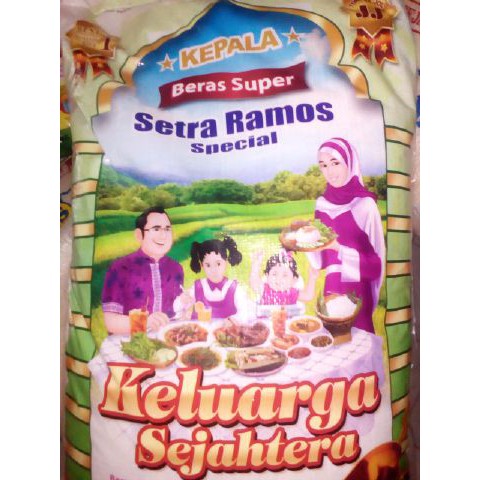 KEPALA
Beras Super
Setra Ramos
Special
Keluarga
Sejahtera